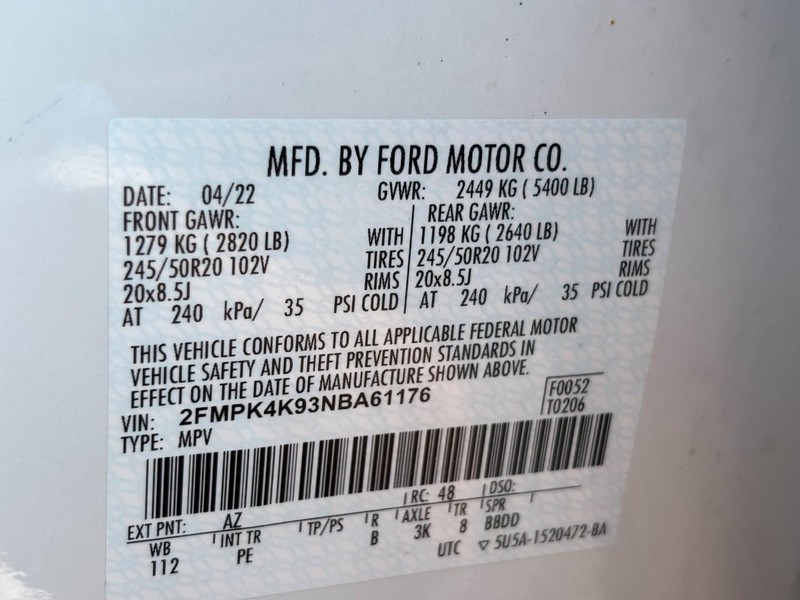 MFD. BY FORD MOTOR CO.
DATE: 04/22 GVWR: 2449 KG ( 5400 LB)
FRONT GAWR: REAR GAWR:
1279 KG ( 2820 LB) WITH 1198 KG ( 2640 LB) WITH
245/50R20 102V TIRES 245/50R20 102V TIRES
20x8.5J RIMS 20x8.5J RIMS
AT 240 kPa/ 35 PSI COLD AT 240 kPa/ 35 PSI COLD
THIS VEHICLE CONFORMS TO ALL APPLICABLE FEDERAL MOTOR
VEHICLE SAFETY AND THEFT PREVENTION STANDARDS IN
EFFECT ON THE DATE OF MANUFACTURE SHOWN ABOVE.
VIN: 2FMPK4K93NBA61176 F0052
TYPE: MPV T0206
EXT PNT: AZ RC: 48 DSO:
WB INT TR TP/PS R AXLE TR SPR
112 PE B 3K 8 BBDD
UTC ▽ 5U5A-1520472-BA